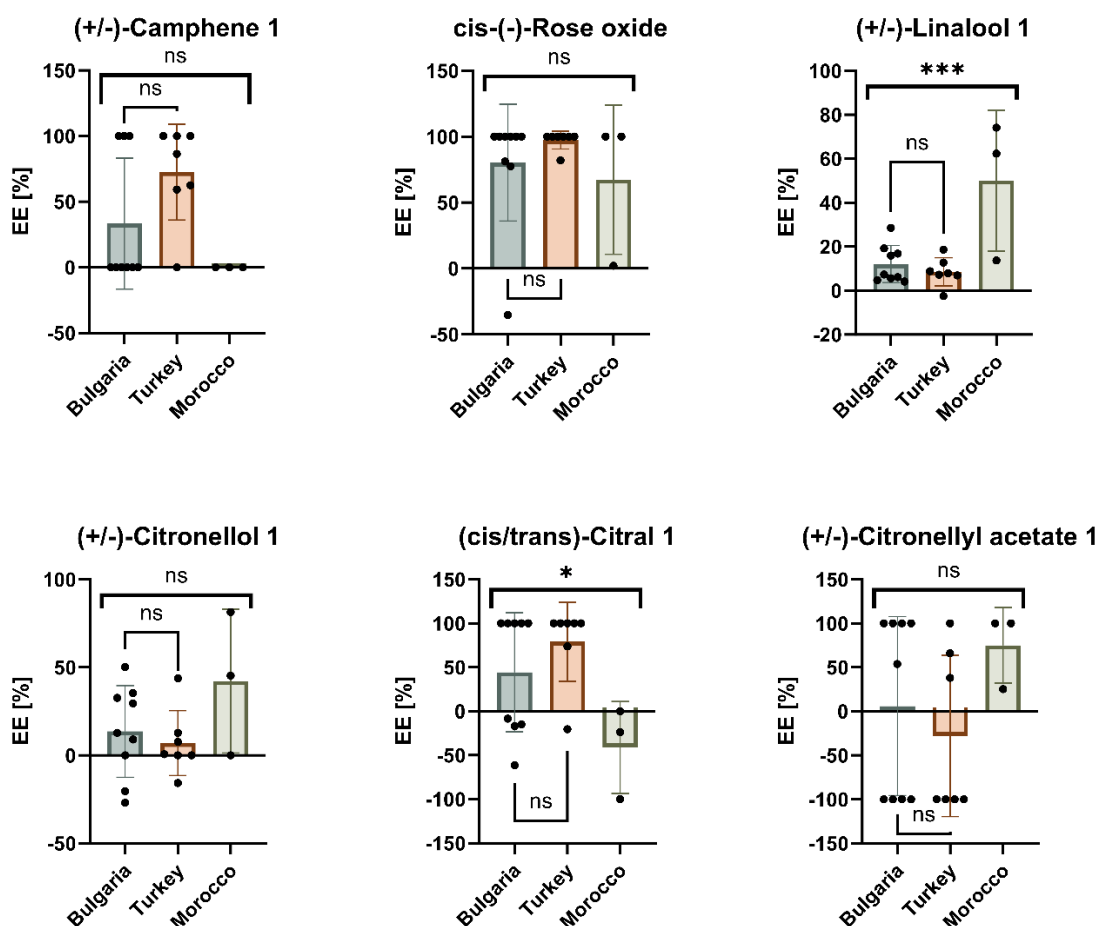 (+/-)-Camphene 1
ns
ns
150
100
50
0
-50
EE [%]
Bulgaria
Turkey
Morocco
cis-(-)-Rose oxide
ns
ns
150
100
50
0
-50
EE [%]
Bulgaria
Turkey
Morocco
(+/-)-Linalool 1
***
ns
100
80
60
40
20
0
-20
EE [%]
Bulgaria
Turkey
Morocco
(+/-)-Citronellol 1
ns
ns
100
50
0
-50
EE [%]
Bulgaria
Turkey
Morocco
(cis/trans)-Citral 1
*
ns
150
100
50
0
-50
-100
-150
EE [%]
Bulgaria
Turkey
Morocco
(+/-)-Citronellyl acetate 1
ns
ns
150
100
50
0
-50
-100
-150
EE [%]
Bulgaria
Turkey
Morocco